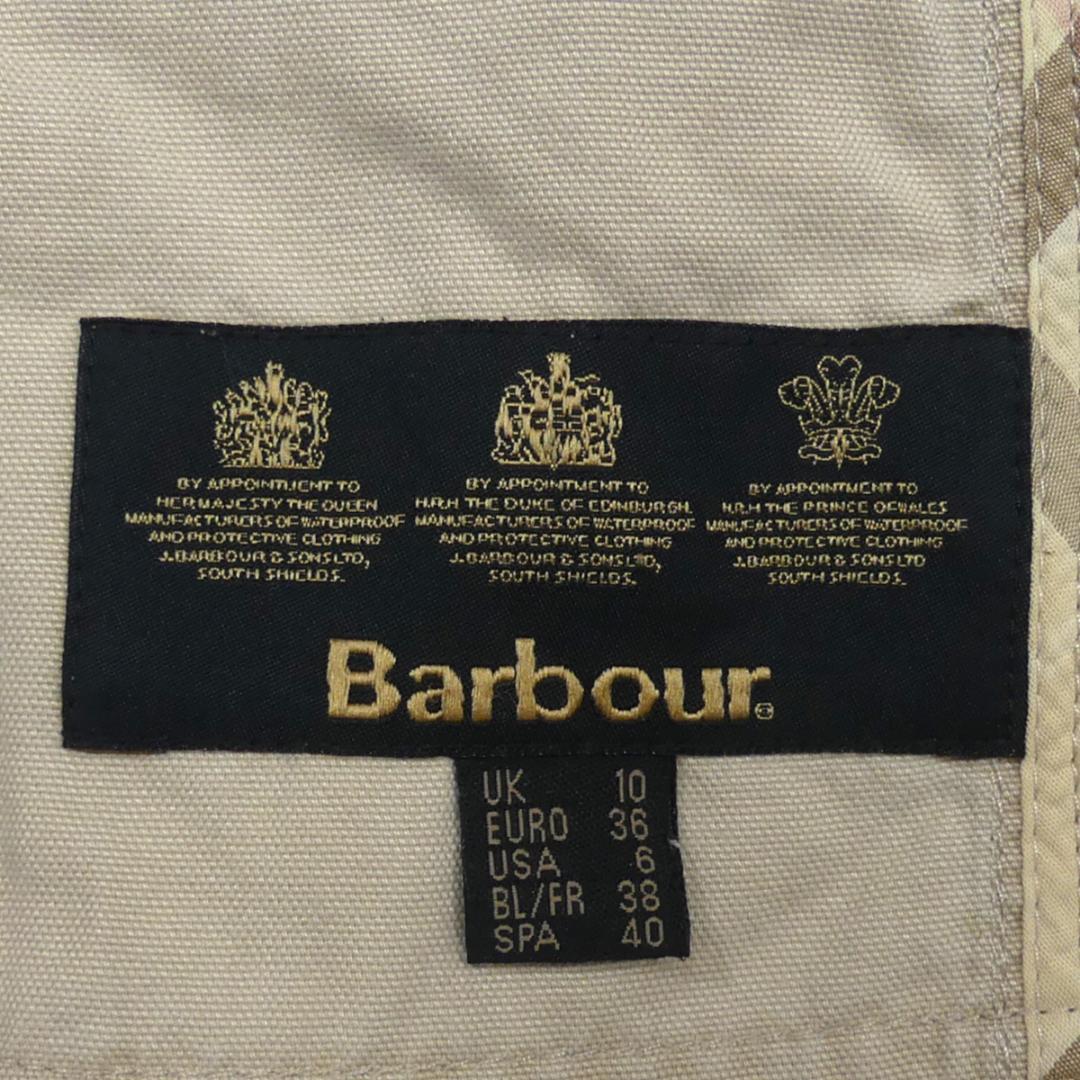 BY APPOINTMENT TO
HER MAJESTY THE QUEEN
MANUFACTURERS OF WATERPROOF
AND PROTECTIVE CLOTHING
J.BARBOUR & SONS LTD,
SOUTH SHIELDS.
BY APPOINTMENT TO
H.R.H THE DUKE OF EDINBURGH.
MANUFACTURERS OF WATERPROOF
AND PROTECTIVE CLOTHING
J.BARBOUR & SONS LTD,
SOUTH SHIELDS.
BY APPOINTMENT TO
H.R.H THE PRINCE OF WALES
MANUFACTURERS OF WATERPROOF
AND PROTECTIVE CLOTHING
J.BARBOUR & SONS LTD
SOUTH SHIELDS.
Barbour®
UK 10
EURO 36
USA 6
BL/FR 38
SPA 40